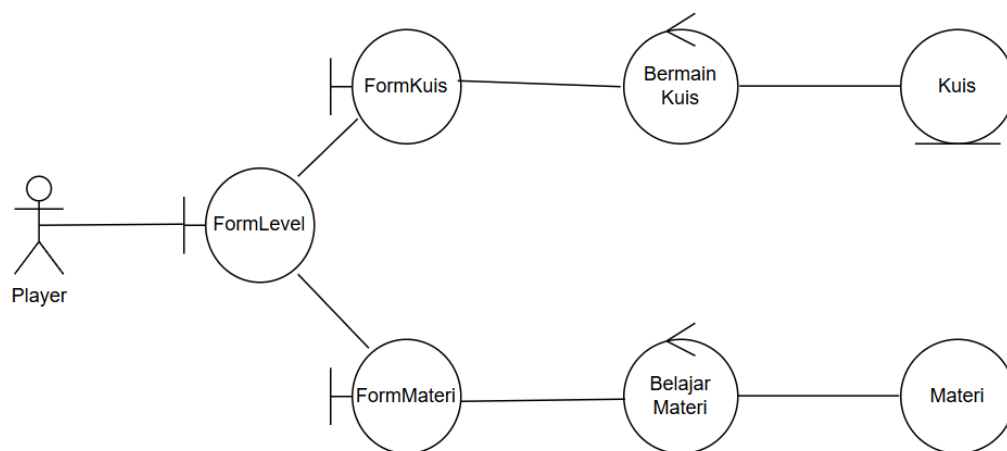 FormKuis
Bermain
Kuis
Kuis
FormLevel
Player
FormMateri
Belajar
Materi
Materi